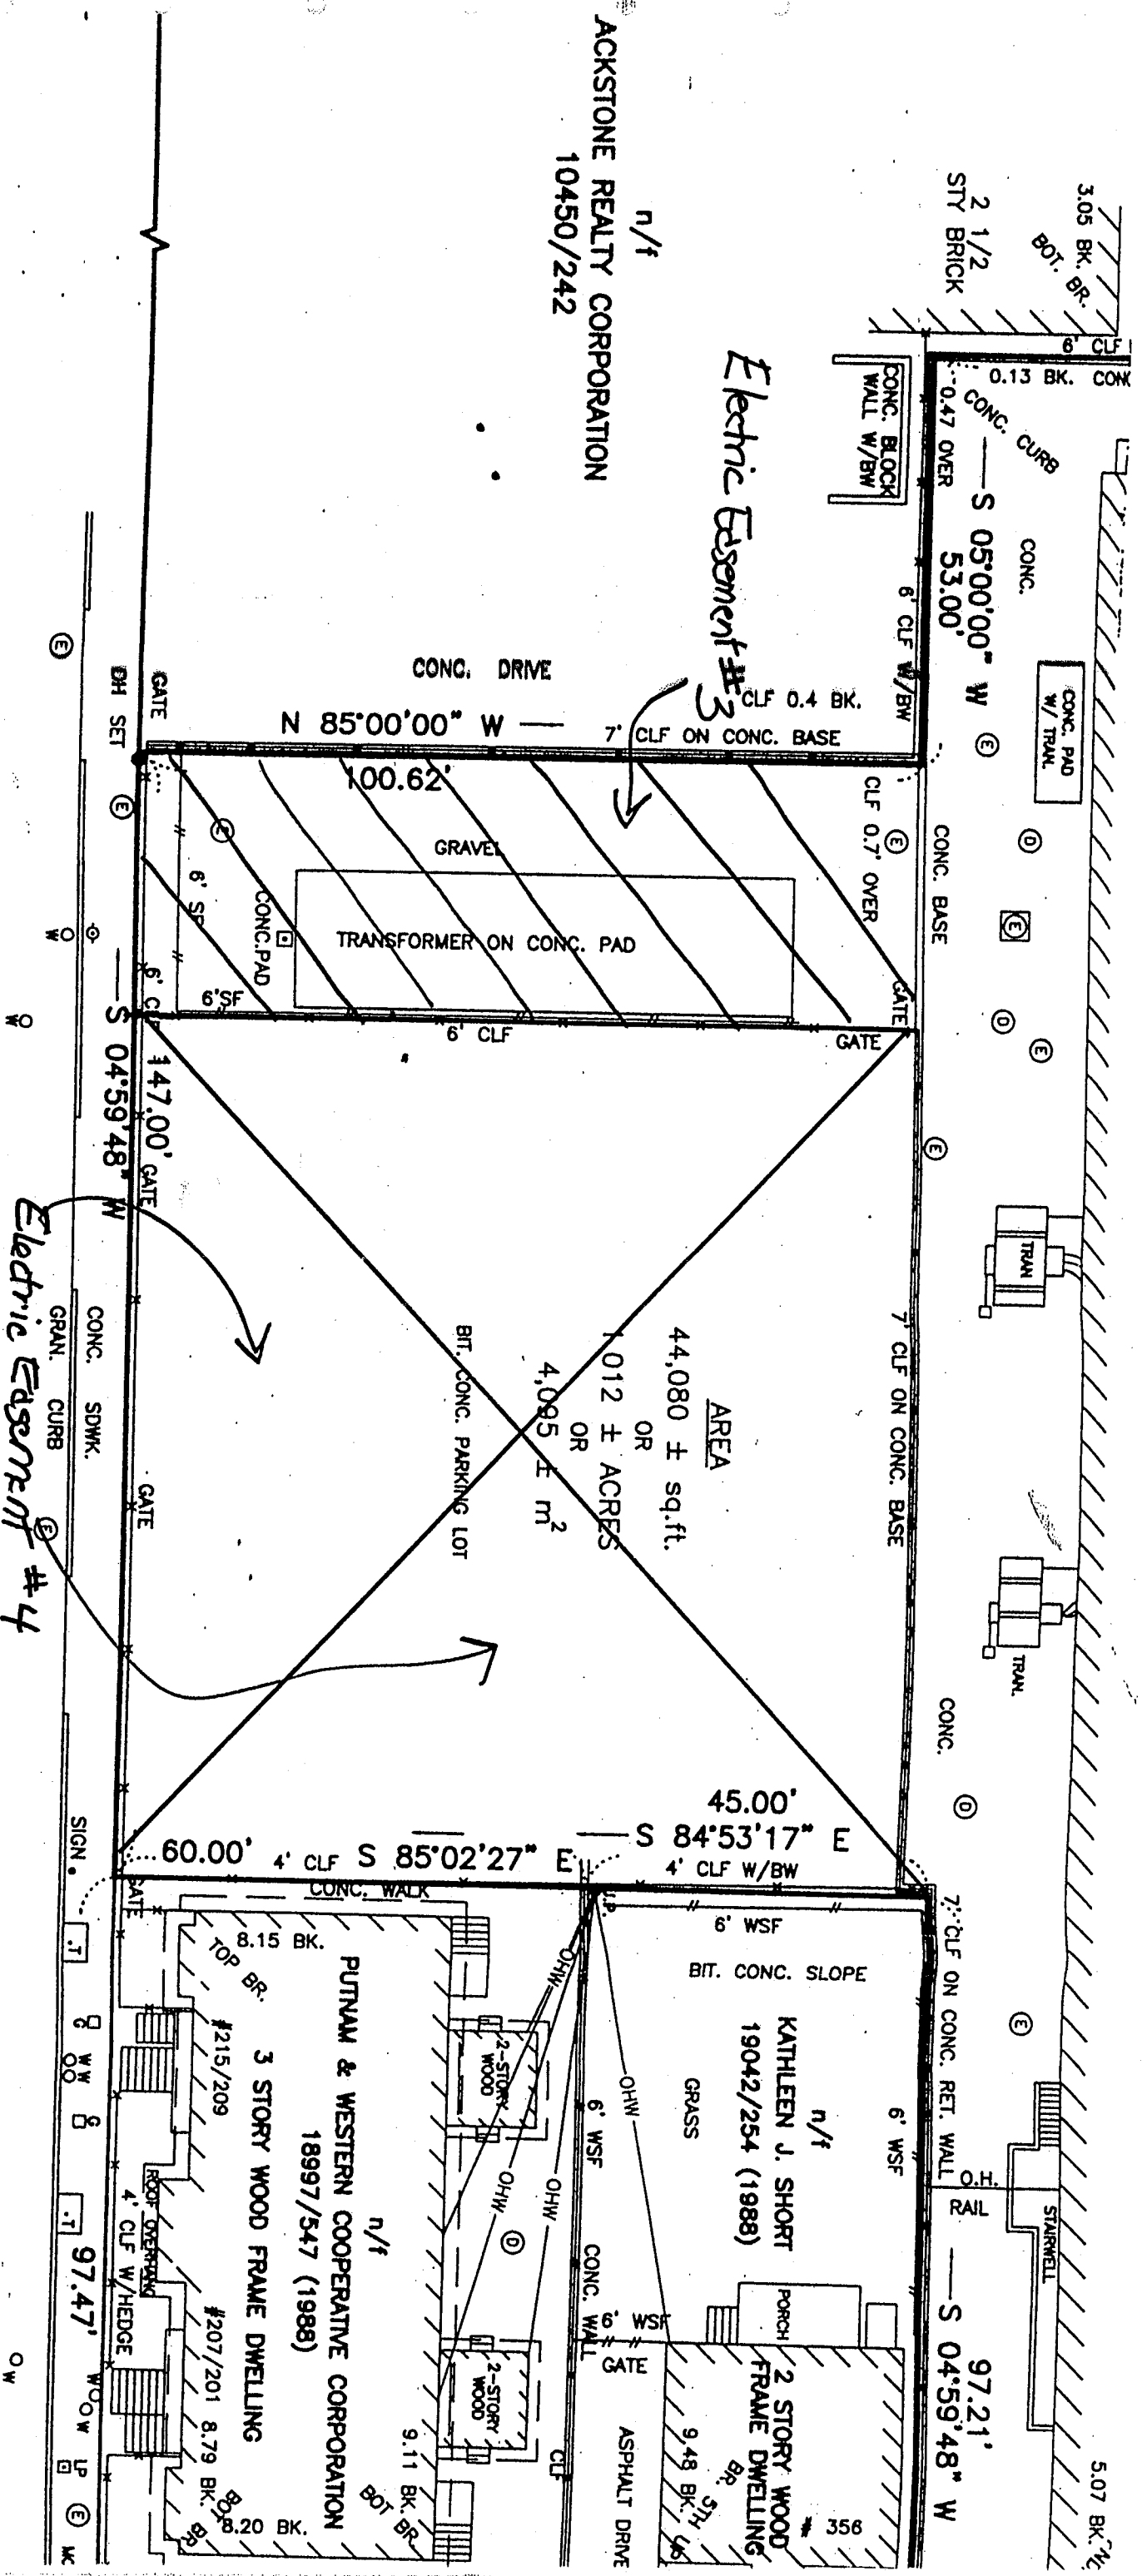 n/f
ACKSTONE REALTY CORPORATION
10450/242
3.05 BK.
BOT. BR.
2 1/2
STY BRICK
6' CLF
0.13 BK.
CONC. CURB
0.47 OVER
S 05°00'00" W
53.00'
CONC.
CONC. BLOCK
WALL W/BW
6' CLF W/BW
CONC. PAD
W/ TRAN.
Electric Easement #3
CLF 0.4 BK.
7' CLF ON CONC. BASE
CONC. DRIVE
N 85°00'00" W
100.62'
GATE
DH SET
GRAVEL
TRANSFORMER ON CONC. PAD
CONC.PAD
6' SF
6'SF
6' CLF
CLF 0.7' OVER
CONC. BASE
GATE
GATE
6' CLF
147.00'
S 04°59'48" W
GATE
Electric Easement #4
CONC. SDWK.
GRAN. CURB
GATE
AREA
44,080 ± sq.ft.
OR
1.012 ± ACRES
OR
4,095 ± m²
BIT. CONC. PARKING LOT
7' CLF ON CONC. BASE
TRAN
TRAN.
CONC.
45.00'
S 84°53'17" E
4' CLF W/BW
60.00'
4' CLF
S 85°02'27" E
SIGN
GATE
CONC. WALK
U.P.
6' WSF
BIT. CONC. SLOPE
7' CLF ON CONC. RET. WALL
O.H.
RAIL
STAIRWELL
6' WSF
n/f
KATHLEEN J. SHORT
19042/254 (1988)
GRASS
OHW
OHW
OHW
OHW
6' WSF
CONC. WALL
6' WSF
GATE
PORCH
2 STORY WOOD
FRAME DWELLING
# 356
9.48 BK.
ASPHALT DRIVE
97.21'
S 04°59'48" W
5.07 BK.
8.15 BK.
TOP BR.
#215/209
2-STORY
WOOD
2-STORY
WOOD
n/f
PUTNAM & WESTERN COOPERATIVE CORPORATION
18997/547 (1988)
3 STORY WOOD FRAME DWELLING
ROOF OVERHANG
4' CLF W/HEDGE
#207/201
8.79 BK.
BOT BR.
8.20 BK.
9.11 BK.
BOT BR.
CLF
97.47'
LP
E
E
E
E
E
E
E
E
E
E
E
D
D
D
D
W
W
W
W
W
W
W
G
G
.T
.T